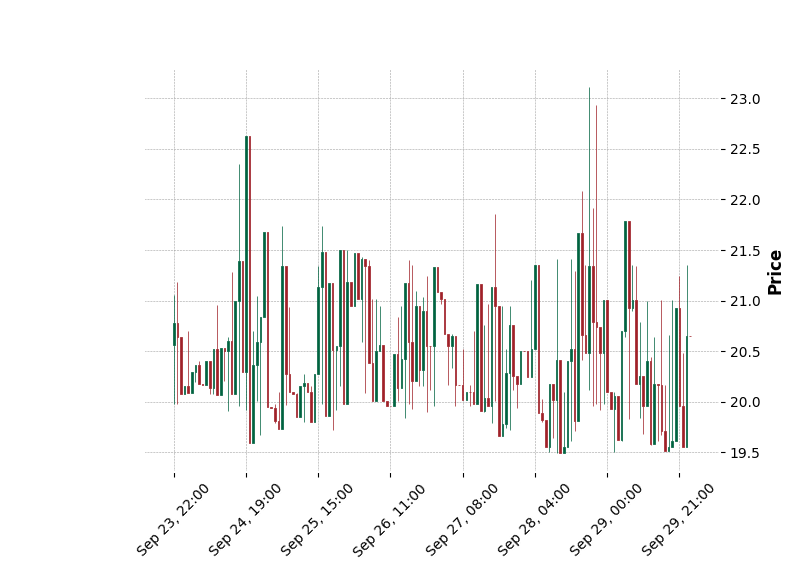 23.0
22.5
22.0
21.5
21.0
20.5
20.0
19.5
Price
Sep 23, 22:00
Sep 24, 19:00
Sep 25, 15:00
Sep 26, 11:00
Sep 27, 08:00
Sep 28, 04:00
Sep 29, 00:00
Sep 29, 21:00